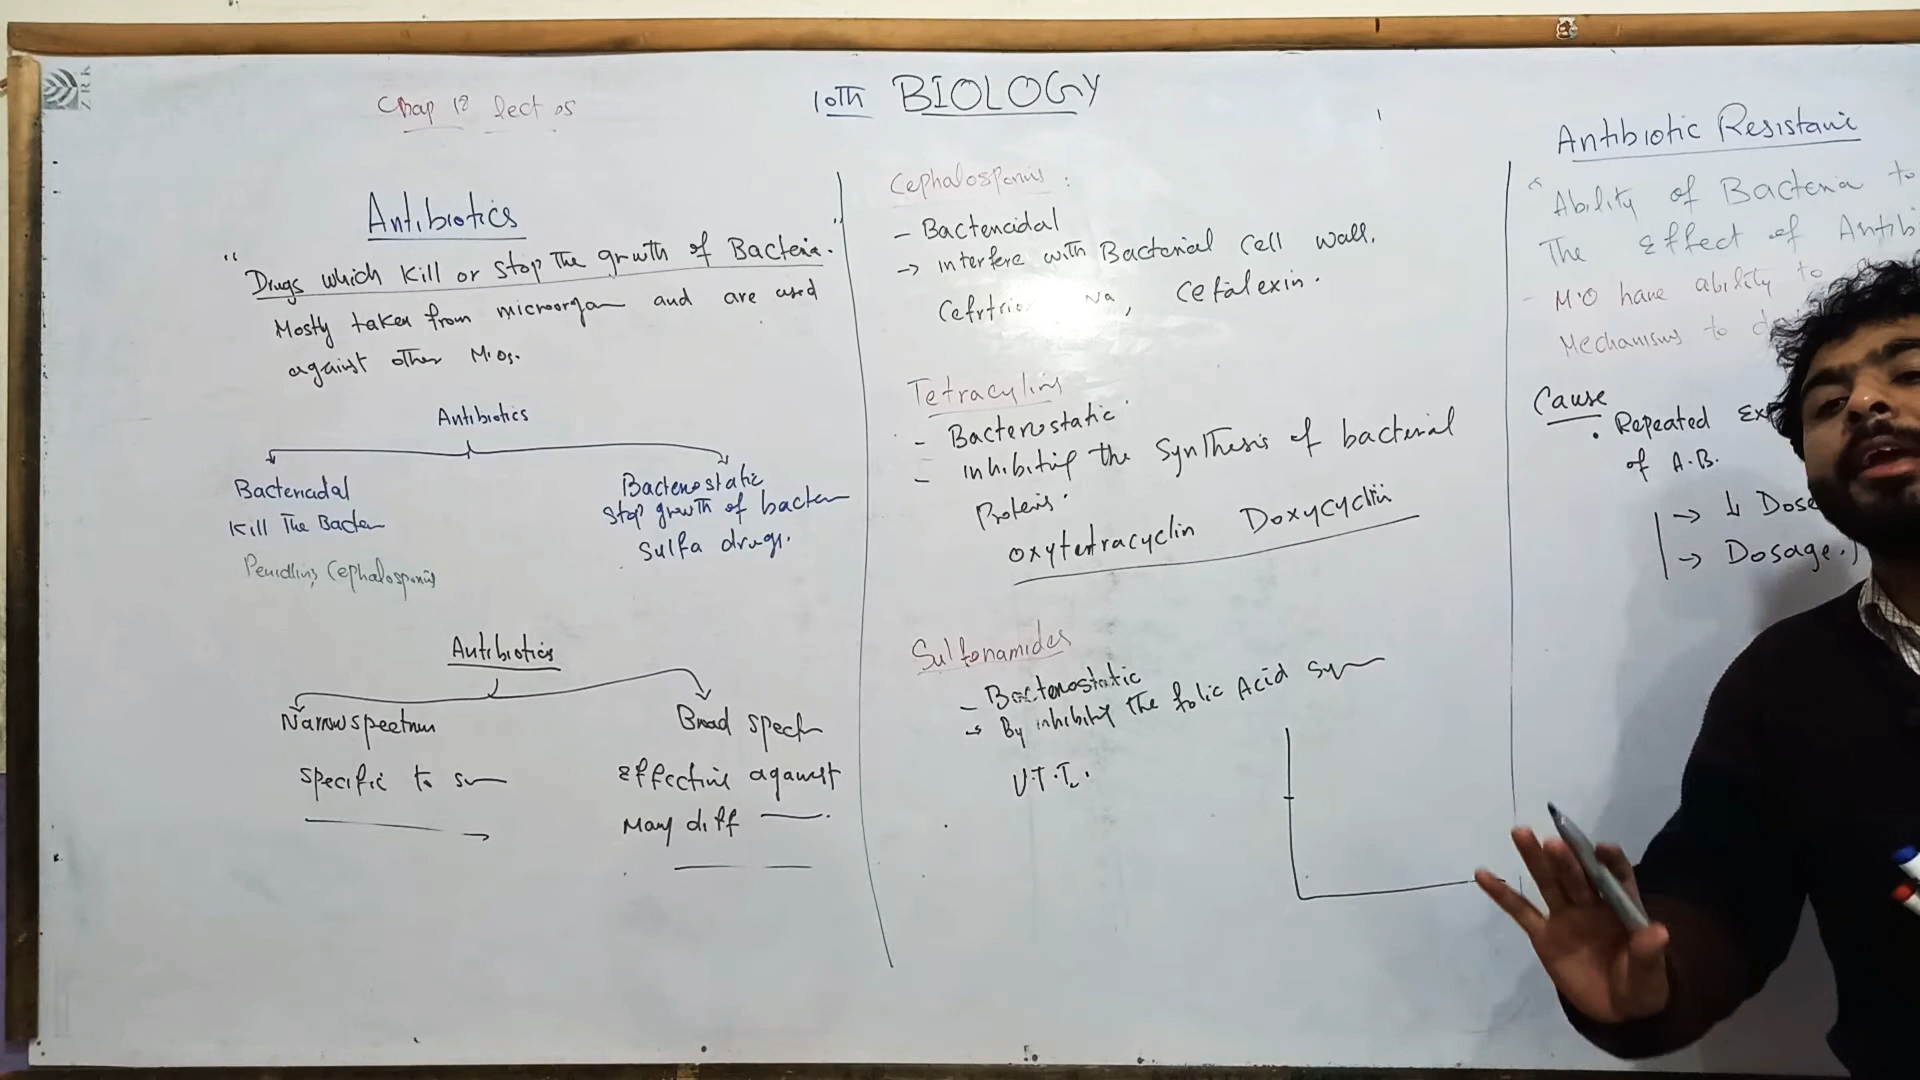 ZRK
Chap 18 lect 05
10TH BIOLOGY
Antibiotics
"Drugs which Kill or stop The growth of Bacteria."
Mostly taken from microorgan and are used
against other M.Os.
Antibiotics
Bactericidal
Kill The Bacter
Penicillins, Cephalosporins
Bacteriostatic
stop growth of bacter
Sulfa drugs.
Antibiotics
Narrow spectrum
specific to
Broad spect
Effective against
Many diff
Cephalosporins:
- Bactericidal
→ interfere with Bacterial Cell wall.
Na, Cefalexin.
Tetracylins
- Bacteriostatic
- inhibiting the synthesis of bacterial
Proteins
oxytetracyclin Doxycyclin
Sulfonamides
- Bacteriostatic
→ By inhibiting The folic Acid sy
U.T.I.
Antibiotic Resistanc
"Ability of Bacteria to
The Effect of Antib
- M.O have ability to
Mechanisms to
Cause
• Repeated Ex
of A.B.
→ ↓ Dose
→ Dosage.